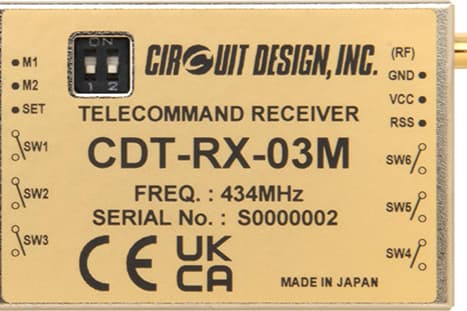 ON
1 2
CIRCUIT DESIGN, INC.
(RF)
M1
M2
SET
GND
VCC
RSS
TELECOMMAND RECEIVER
CDT-RX-03M
FREQ. : 434MHz
SERIAL No. : S0000002
SW1
SW2
SW3
SW6
SW5
SW4
CE UK
CA
MADE IN JAPAN